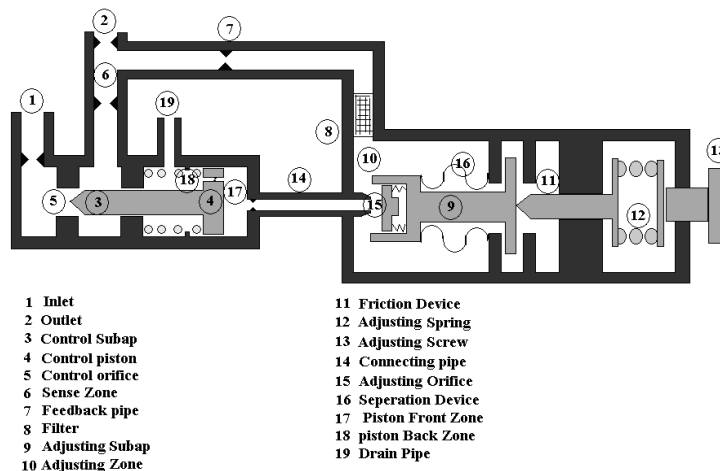 2
7
6
1
19
8
10
16
14
18
17
11
5
3
4
15
9
12
13
1 Inlet
2 Outlet
3 Control Subap
4 Control piston
5 Control orifice
6 Sense Zone
7 Feedback pipe
8 Filter
9 Adjusting Subap
10 Adjusting Zone
11 Friction Device
12 Adjusting Spring
13 Adjusting Screw
14 Connecting pipe
15 Adjusting Orifice
16 Seperation Device
17 Piston Front Zone
18 piston Back Zone
19 Drain Pipe